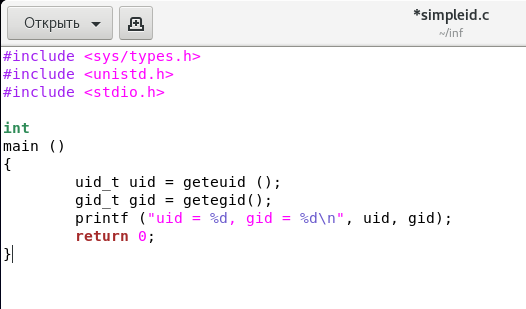 Открыть
*simpleid.c
~/inf
#include <sys/types.h>
#include <unistd.h>
#include <stdio.h>
int
main ()
{
uid_t uid = geteuid ();
gid_t gid = getegid();
printf ("uid = %d, gid = %d\n", uid, gid);
return 0;
}